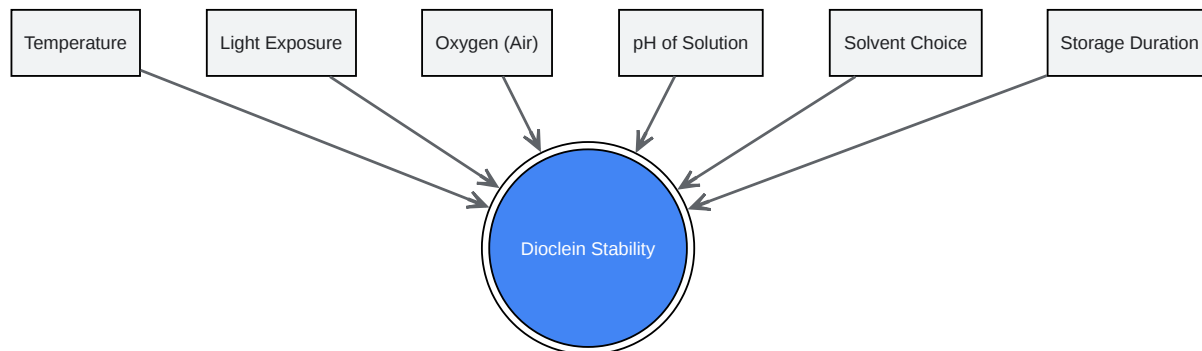 Temperature
Light Exposure
Oxygen (Air)
pH of Solution
Solvent Choice
Storage Duration
Dioclein Stability